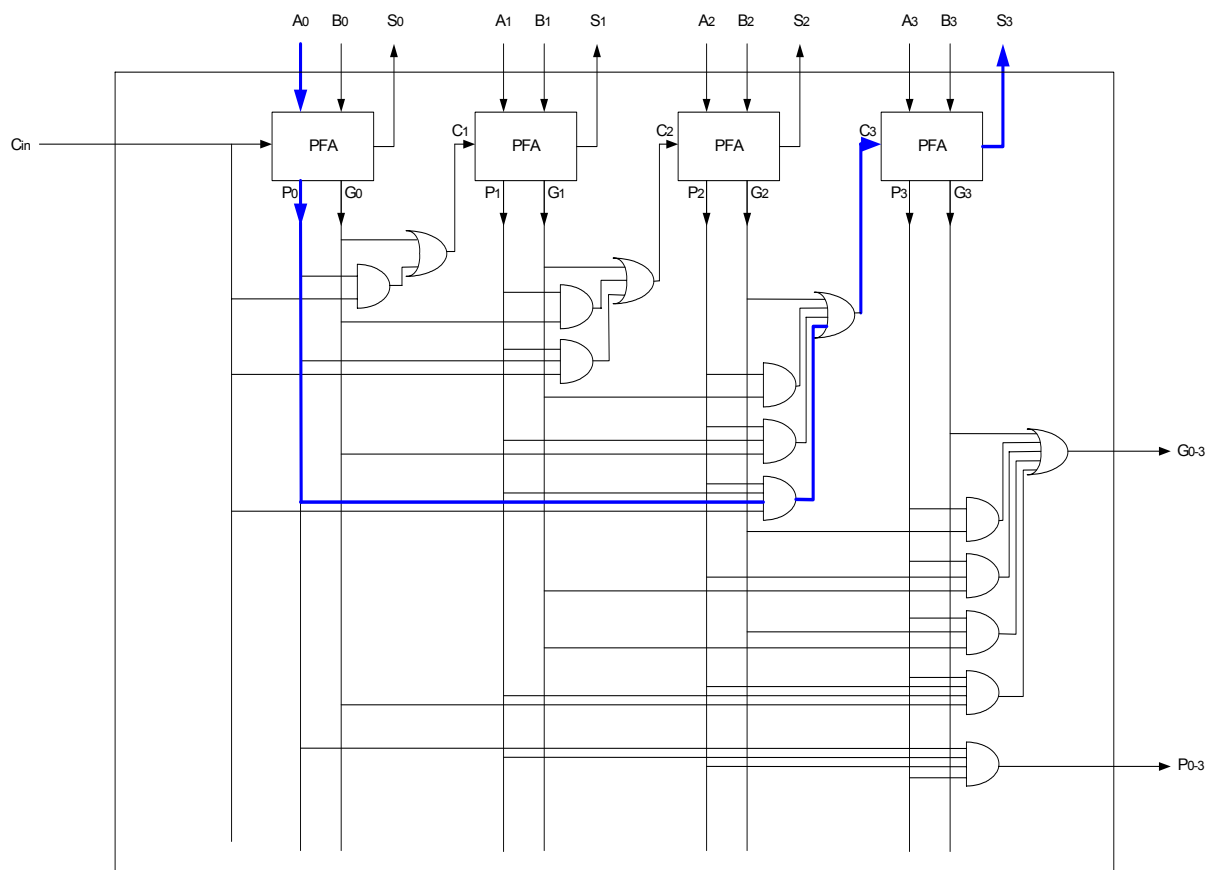 A0 B0 S0 A1 B1 S1 A2 B2 S2 A3 B3 S3
Cin PFA C1 PFA C2 PFA C3 PFA
P0 G0 P1 G1 P2 G2 P3 G3
G0-3
P0-3